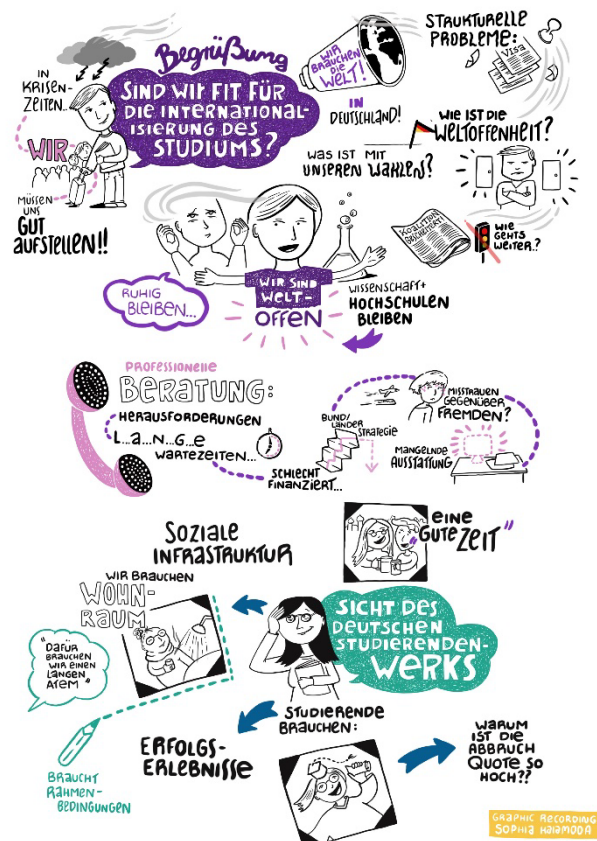 Begrüßung
SIND WIR FIT FÜR
DIE INTERNATIONAL-
ISIERUNG DES
STUDIUMS?
IN
KRISEN-
ZEITEN..
WIR
MÜSSEN
UNS
GUT
AUFSTELLEN!!
WIR
BRAUCHEN
DIE
WELT!
IN
DEUTSCHLAND!
STRUKTURELLE
PROBLEME:
VISA
WIE IST DIE
WELTOFFENHEIT?
WAS IST MIT
UNSEREN WAHLEN?
WIE
GEHTS
WEITER..?
RUHIG
BLEIBEN...
WIR SIND
WELT-
OFFEN
WISSENSCHAFT+
HOCHSCHULEN
BLEIBEN
PROFESSIONELLE
BERATUNG:
HERAUSFORDERUNGEN
L...A...N...G...E
WARTEZEITEN...
SCHLECHT
FINANZIERT...
BUND/
LÄNDER
STRATEGIE
MISSTRAUEN
GEGENÜBER
FREMDEN?
MANGELNDE
AUSSTATTUNG
EINE
"GUTE ZEIT"
SOZIALE
INFRASTRUKTUR
WIR BRAUCHEN
WOHN-
RAUM
"DAFÜR
BRAUCHEN
WIR EINEN
LANGEN
ATEM"
BRAUCHT
RAHMEN-
BEDINGUNGEN
SICHT DES
DEUTSCHEN
STUDIERENDEN-
WERKS
STUDIERENDE
BRAUCHEN:
ERFOLGS-
ERLEBNISSE
WARUM
IST DIE
ABBRUCH
QUOTE SO
HOCH??
GRAPHIC RECORDING